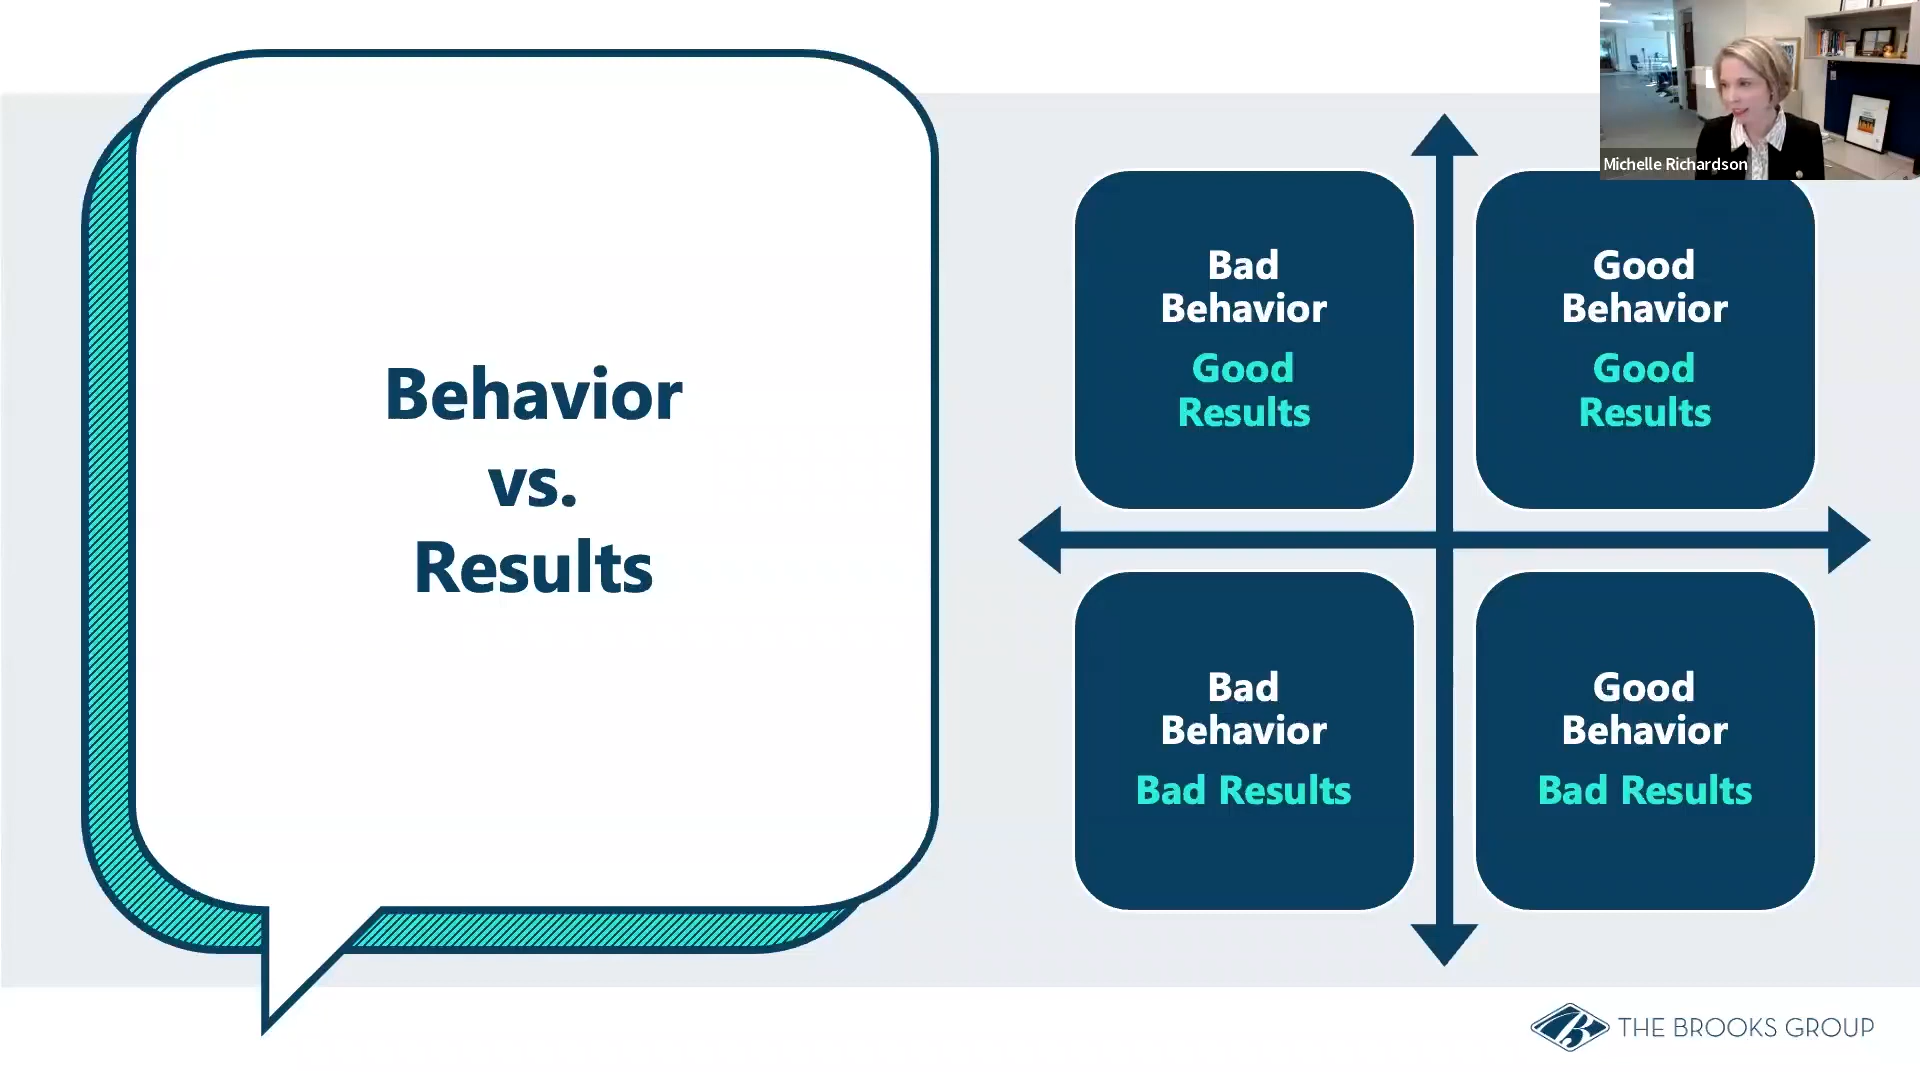 Michelle Richardson
Behavior
vs.
Results
Bad
Behavior
Good
Results
Good
Behavior
Good
Results
Bad
Behavior
Bad Results
Good
Behavior
Bad Results
THE BROOKS GROUP